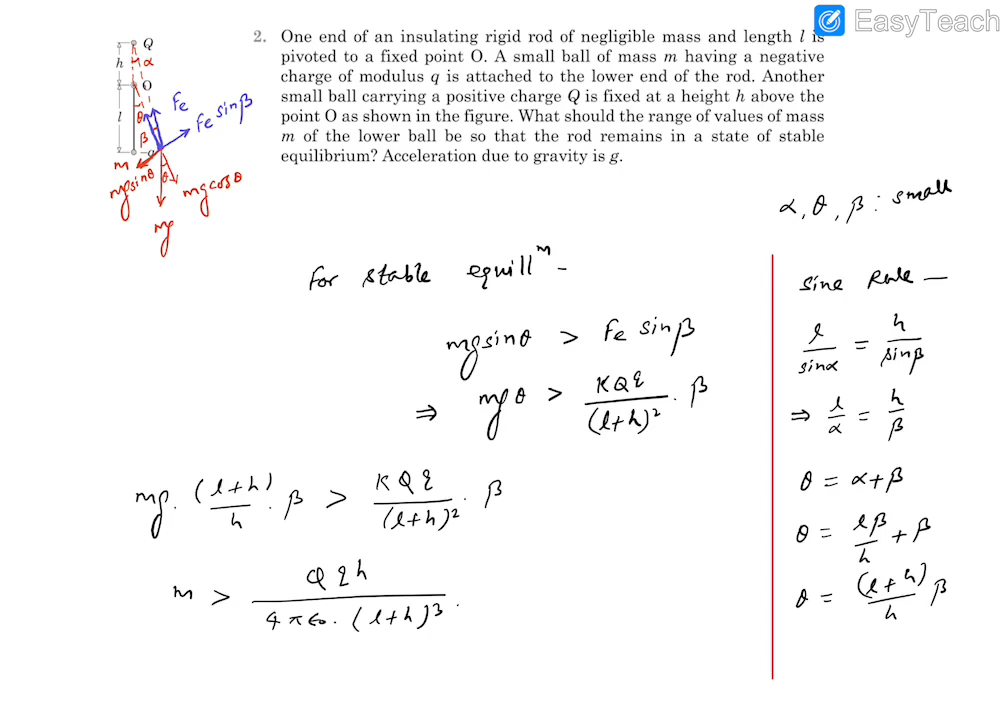 EasyTeach
2. One end of an insulating rigid rod of negligible mass and length l is
pivoted to a fixed point O. A small ball of mass m having a negative
charge of modulus q is attached to the lower end of the rod. Another
small ball carrying a positive charge Q is fixed at a height h above the
point O as shown in the figure. What should the range of values of mass
m of the lower ball be so that the rod remains in a state of stable
equilibrium? Acceleration due to gravity is g.
Q
h
α
O
θ
l
β
-q
m
Fe
Fe sinβ
mg sinθ
θ
mg cosθ
mg
α, θ, β : small
For stable equillᵐ -
mg sinθ > Fe sinβ
⇒ mg θ > KQq/(l+h)² . β
mg. (l+h)/h . β > KQq/(l+h)² . β
m > Qqh/4πε₀.(l+h)³ .
Sine Rule —
l/sinα = h/sinβ
⇒ l/α = h/β
θ = α+β
θ = lβ/h + β
θ = (l+h)/h β